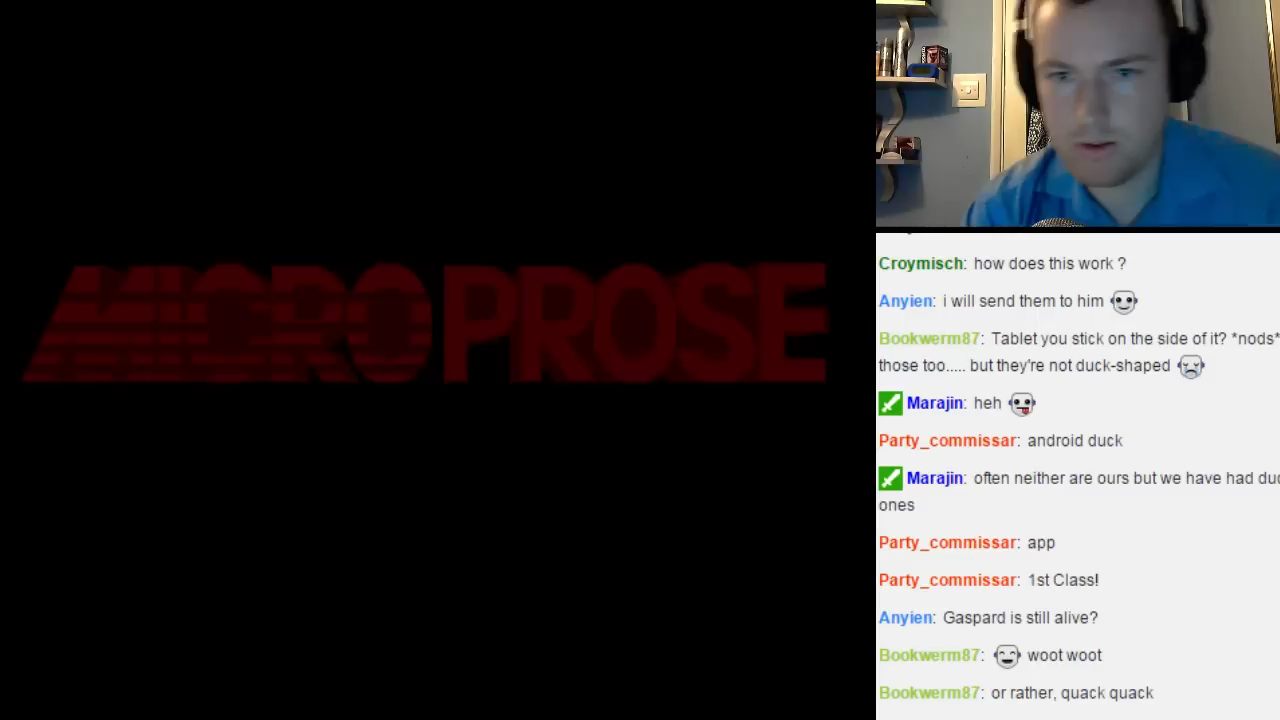 MICRO PROSE
Croymisch: how does this work ?
Anyien: i will send them to him
Bookwerm87: Tablet you stick on the side of it? *nods*
those too..... but they're not duck-shaped
Marajin: heh
Party_commissar: android duck
Marajin: often neither are ours but we have had duc
ones
Party_commissar: app
Party_commissar: 1st Class!
Anyien: Gaspard is still alive?
Bookwerm87: woot woot
Bookwerm87: or rather, quack quack